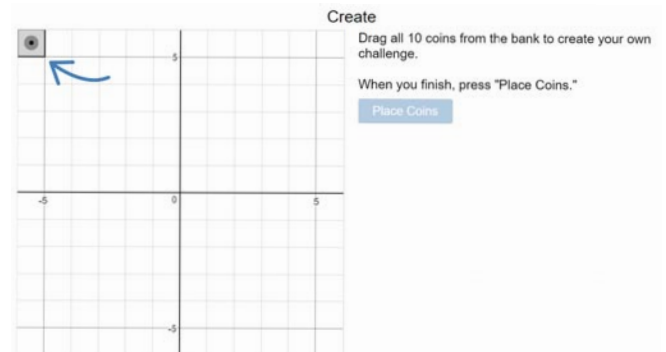 Create
Drag all 10 coins from the bank to create your own
challenge.
When you finish, press "Place Coins."
Place Coins
5
-5
0
5
-5